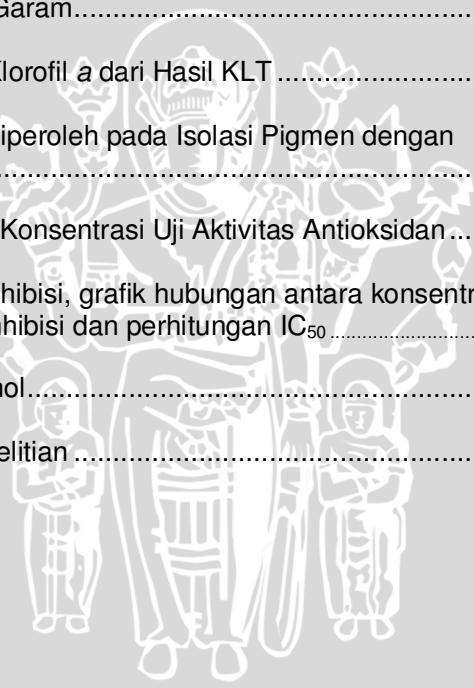 Garam..................................................
Klorofil a dari Hasil KLT........................
iperoleh pada Isolasi Pigmen dengan
..........................................................
Konsentrasi Uji Aktivitas Antioksidan...
hibisi, grafik hubungan antara konsentr
hibisi dan perhitungan IC₅₀........................
nol......................................................
elitian................................................